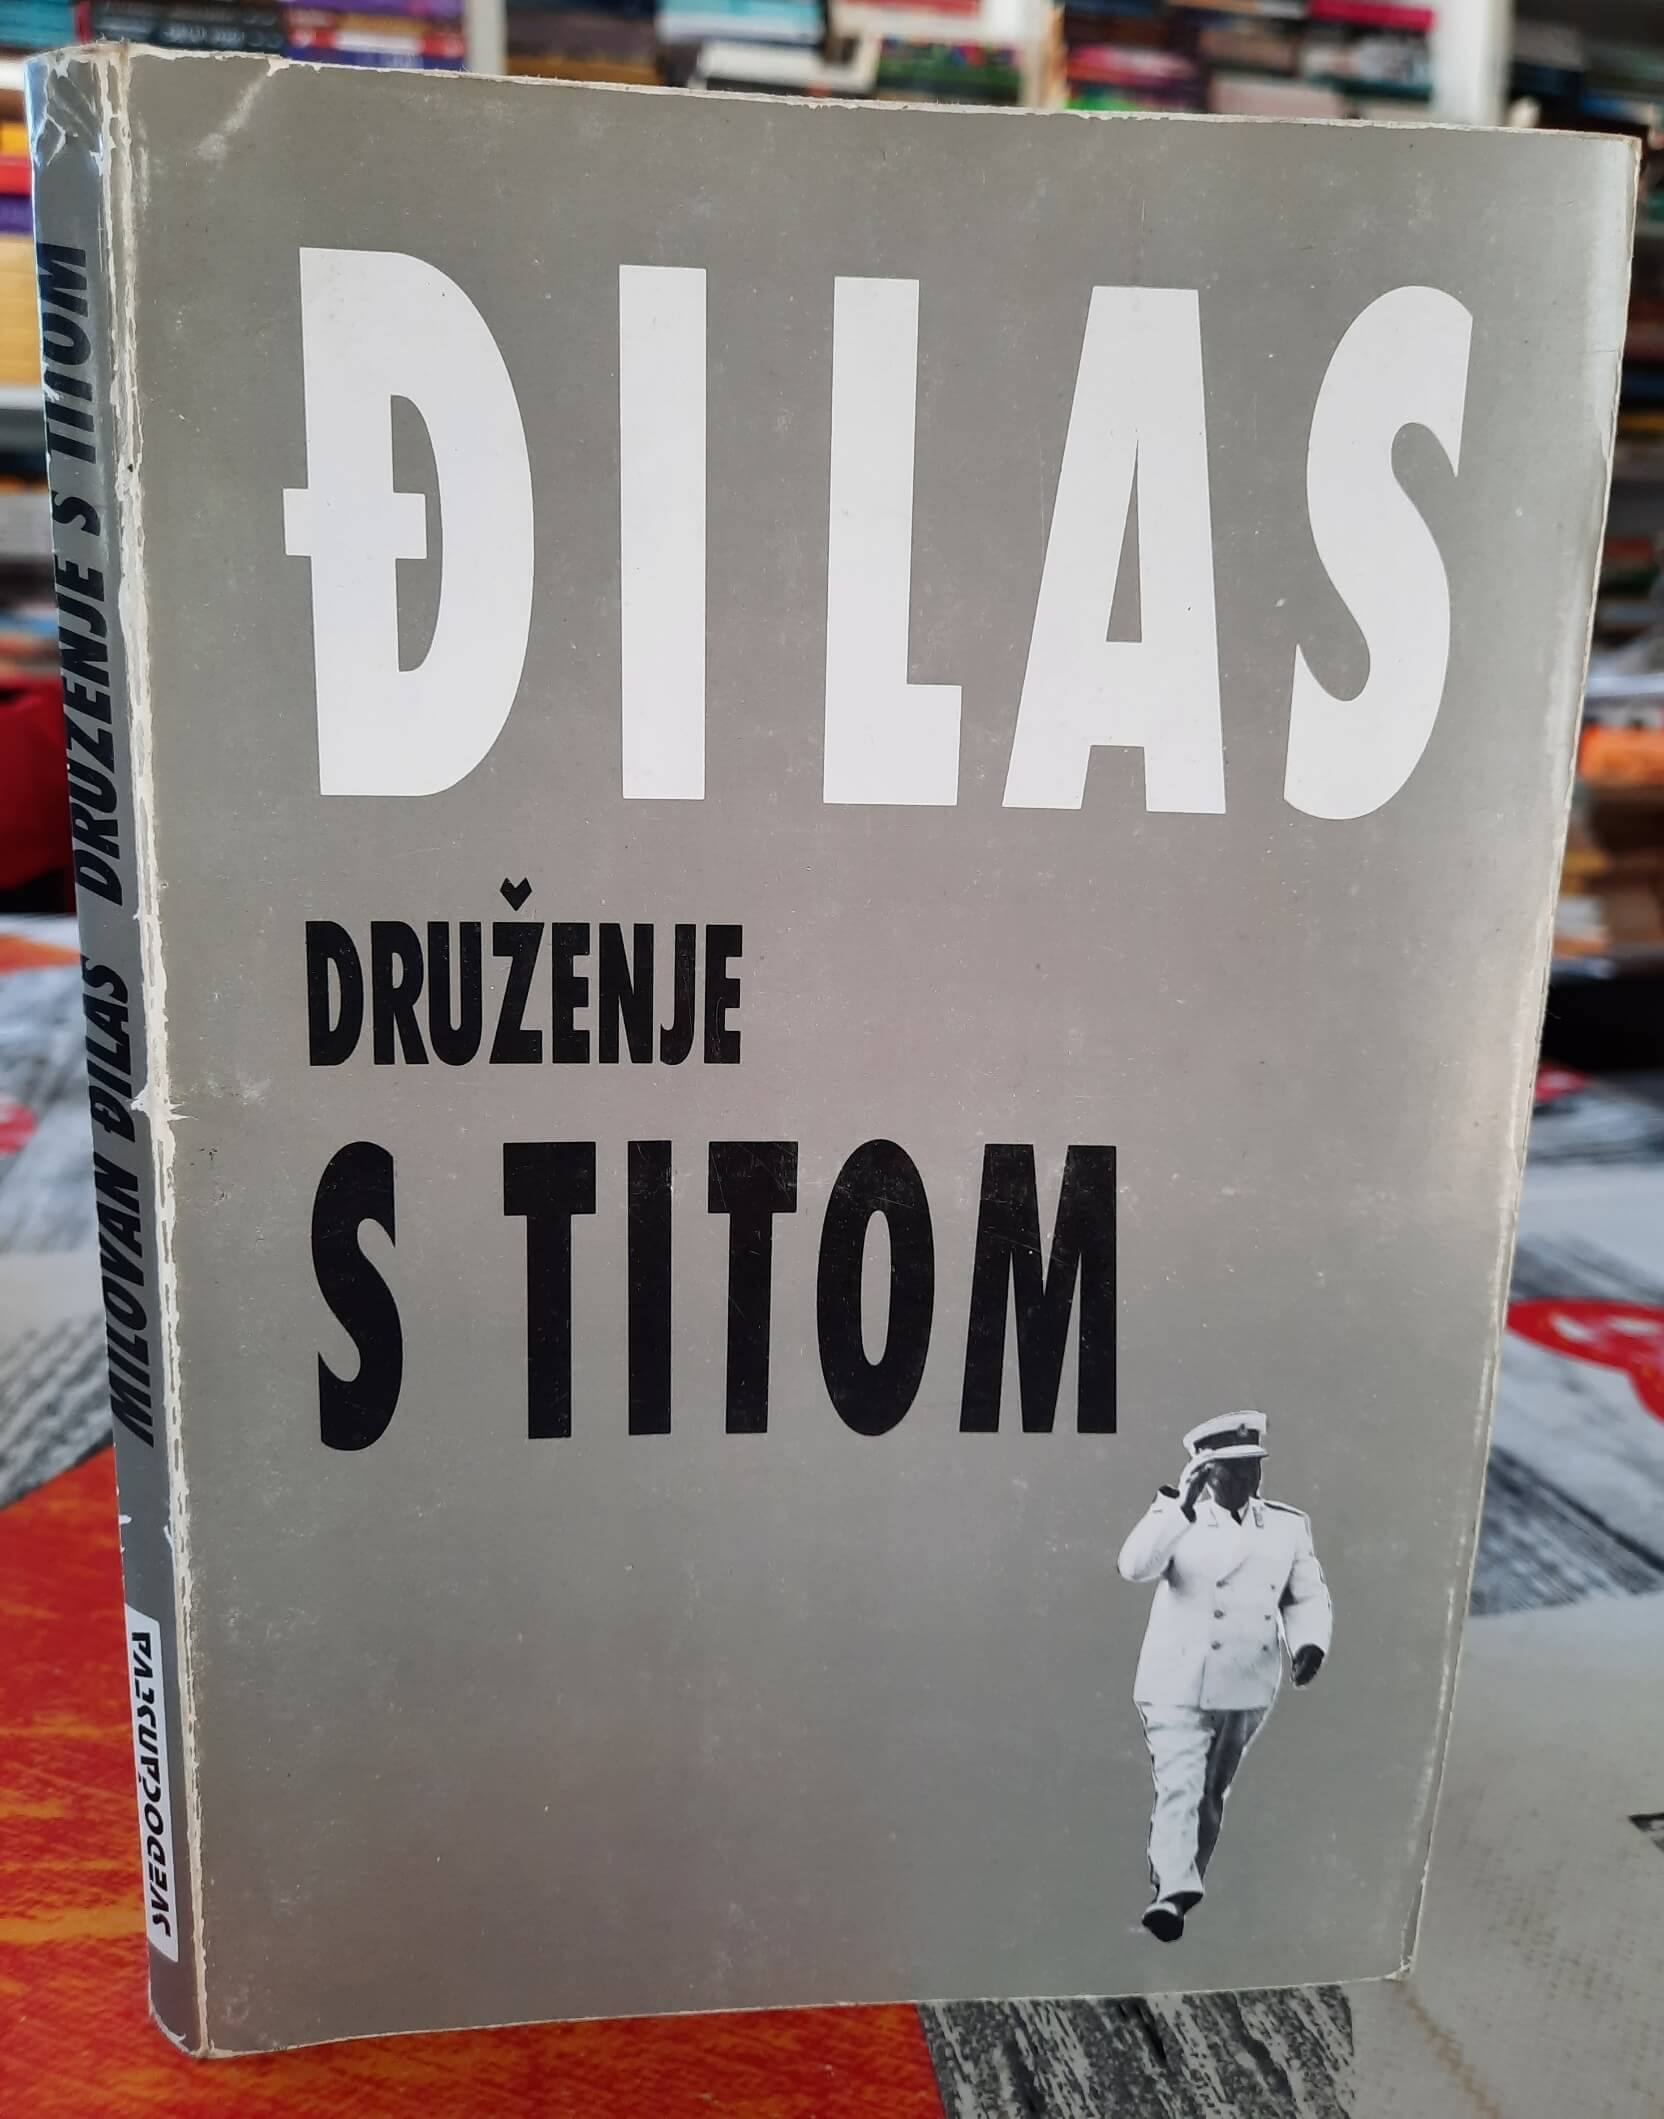 ĐILAS
DRUŽENJE
S TITOM
MILOVAN ĐILAS DRUŽENJE S TITOM
SVEDOČANSTVA